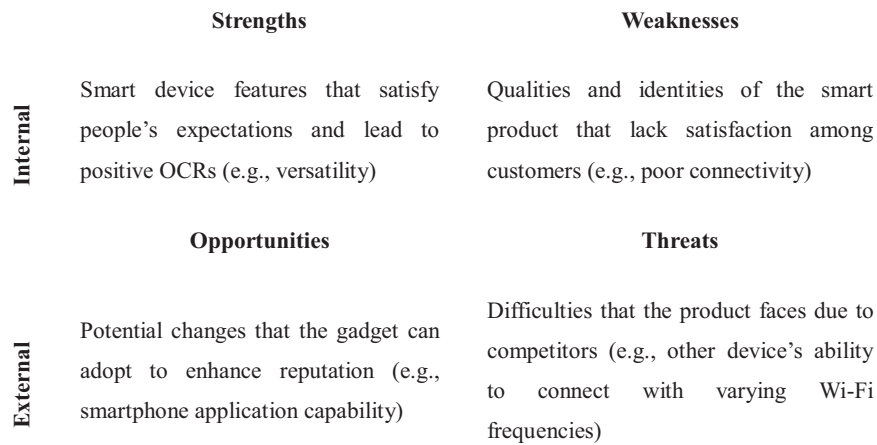 Strengths
Weaknesses
Internal
Smart device features that satisfy
people's expectations and lead to
positive OCRs (e.g., versatility)
Qualities and identities of the smart
product that lack satisfaction among
customers (e.g., poor connectivity)
Opportunities
Threats
External
Potential changes that the gadget can
adopt to enhance reputation (e.g.,
smartphone application capability)
Difficulties that the product faces due to
competitors (e.g., other device's ability
to connect with varying Wi-Fi
frequencies)